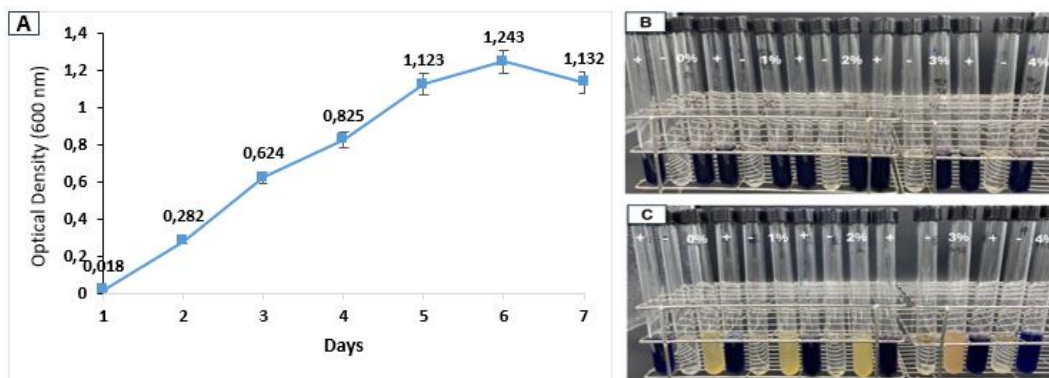 A
1,4
1,2
1
0,8
0,6
0,4
0,2
0
Optical Density (600 nm)
0,018
0,282
0,624
0,825
1,123
1,243
1,132
1 2 3 4 5 6 7
Days
B
+ - 0% + - 1% + - 2% + - 3% + - 4%
C
+ - 0% + - 1% + - 2% + - 3% + - 4%